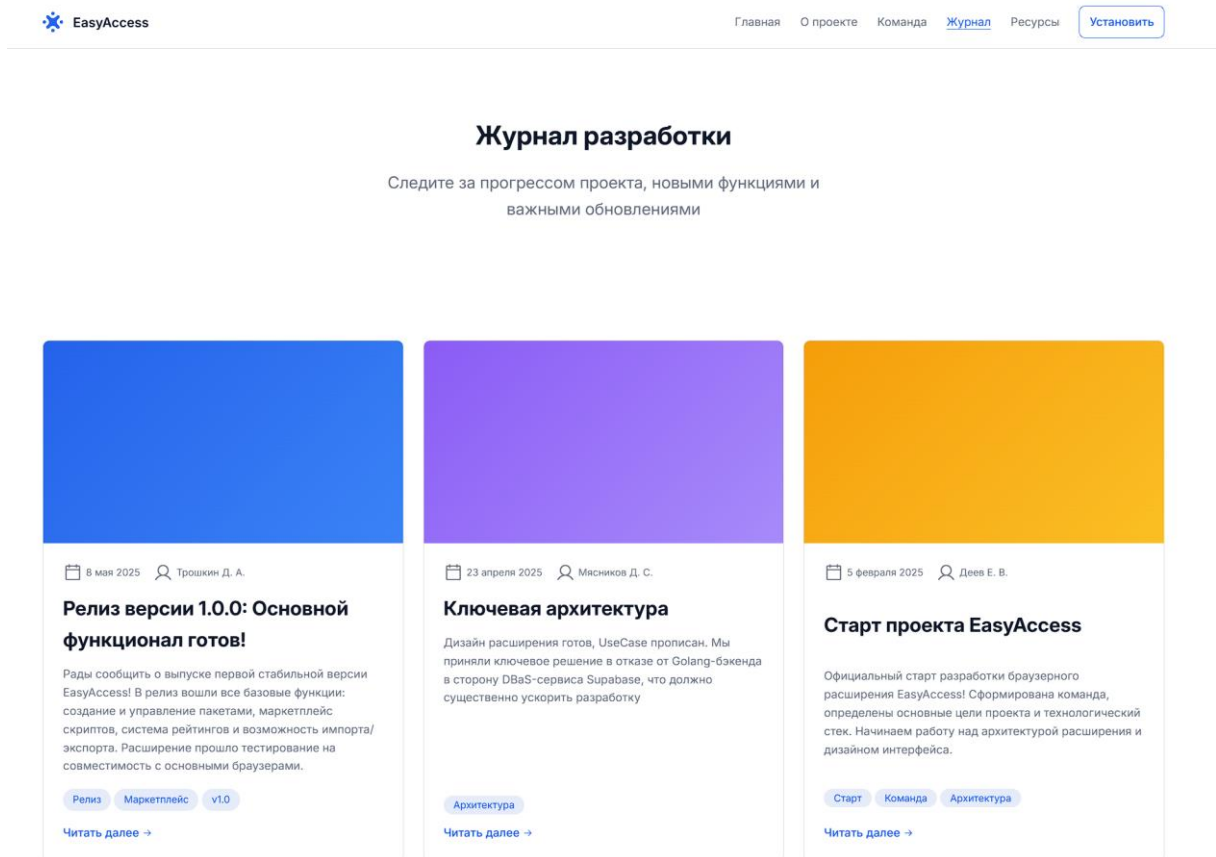 EasyAccess
Главная О проекте Команда Журнал Ресурсы Установить
Журнал разработки
Следите за прогрессом проекта, новыми функциями и
важными обновлениями
8 мая 2025 Трошкин Д. А.
Релиз версии 1.0.0: Основной
функционал готов!
Рады сообщить о выпуске первой стабильной версии
EasyAccess! В релиз вошли все базовые функции:
создание и управление пакетами, маркетплейс
скриптов, система рейтингов и возможность импорта/
экспорта. Расширение прошло тестирование на
совместимость с основными браузерами.
Релиз Маркетплейс v1.0
Читать далее →
23 апреля 2025 Мясников Д. С.
Ключевая архитектура
Дизайн расширения готов, UseCase прописан. Мы
приняли ключевое решение в отказе от Golang-бэкенда
в сторону DBaS-сервиса Supabase, что должно
существенно ускорить разработку
Архитектура
Читать далее →
5 февраля 2025 Деев Е. В.
Старт проекта EasyAccess
Официальный старт разработки браузерного
расширения EasyAccess! Сформирована команда,
определены основные цели проекта и технологический
стек. Начинаем работу над архитектурой расширения и
дизайном интерфейса.
Старт Команда Архитектура
Читать далее →